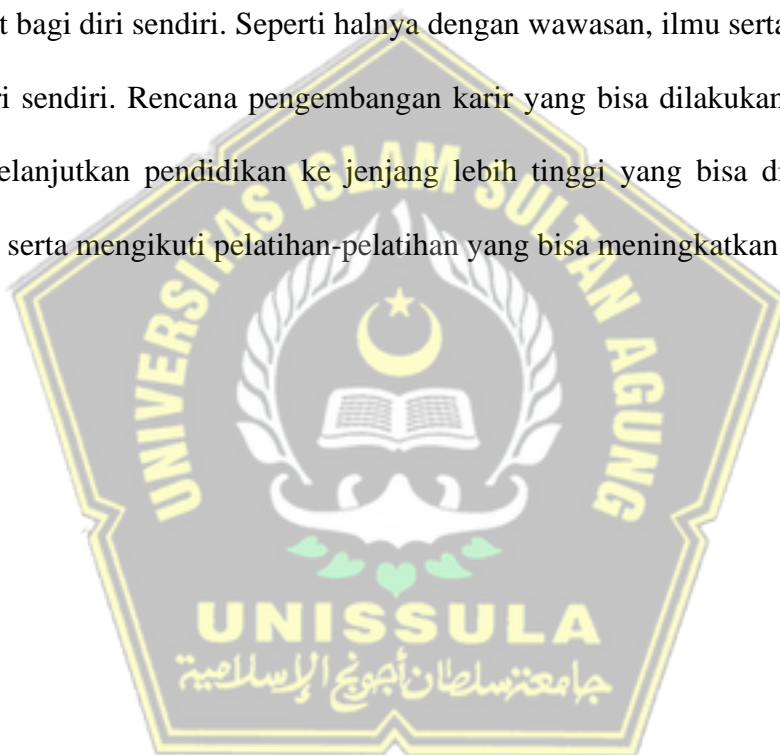 t bagi diri sendiri. Seperti halnya dengan wawasan, ilmu serta
ri sendiri. Rencana pengembangan karir yang bisa dilakukan
elanjutkan pendidikan ke jenjang lebih tinggi yang bisa di
serta mengikuti pelatihan-pelatihan yang bisa meningkatkan
UNIVERSITAS ISLAM SULTAN AGUNG
UNISSULA
جامعة سلطان أجونج الإسلامية